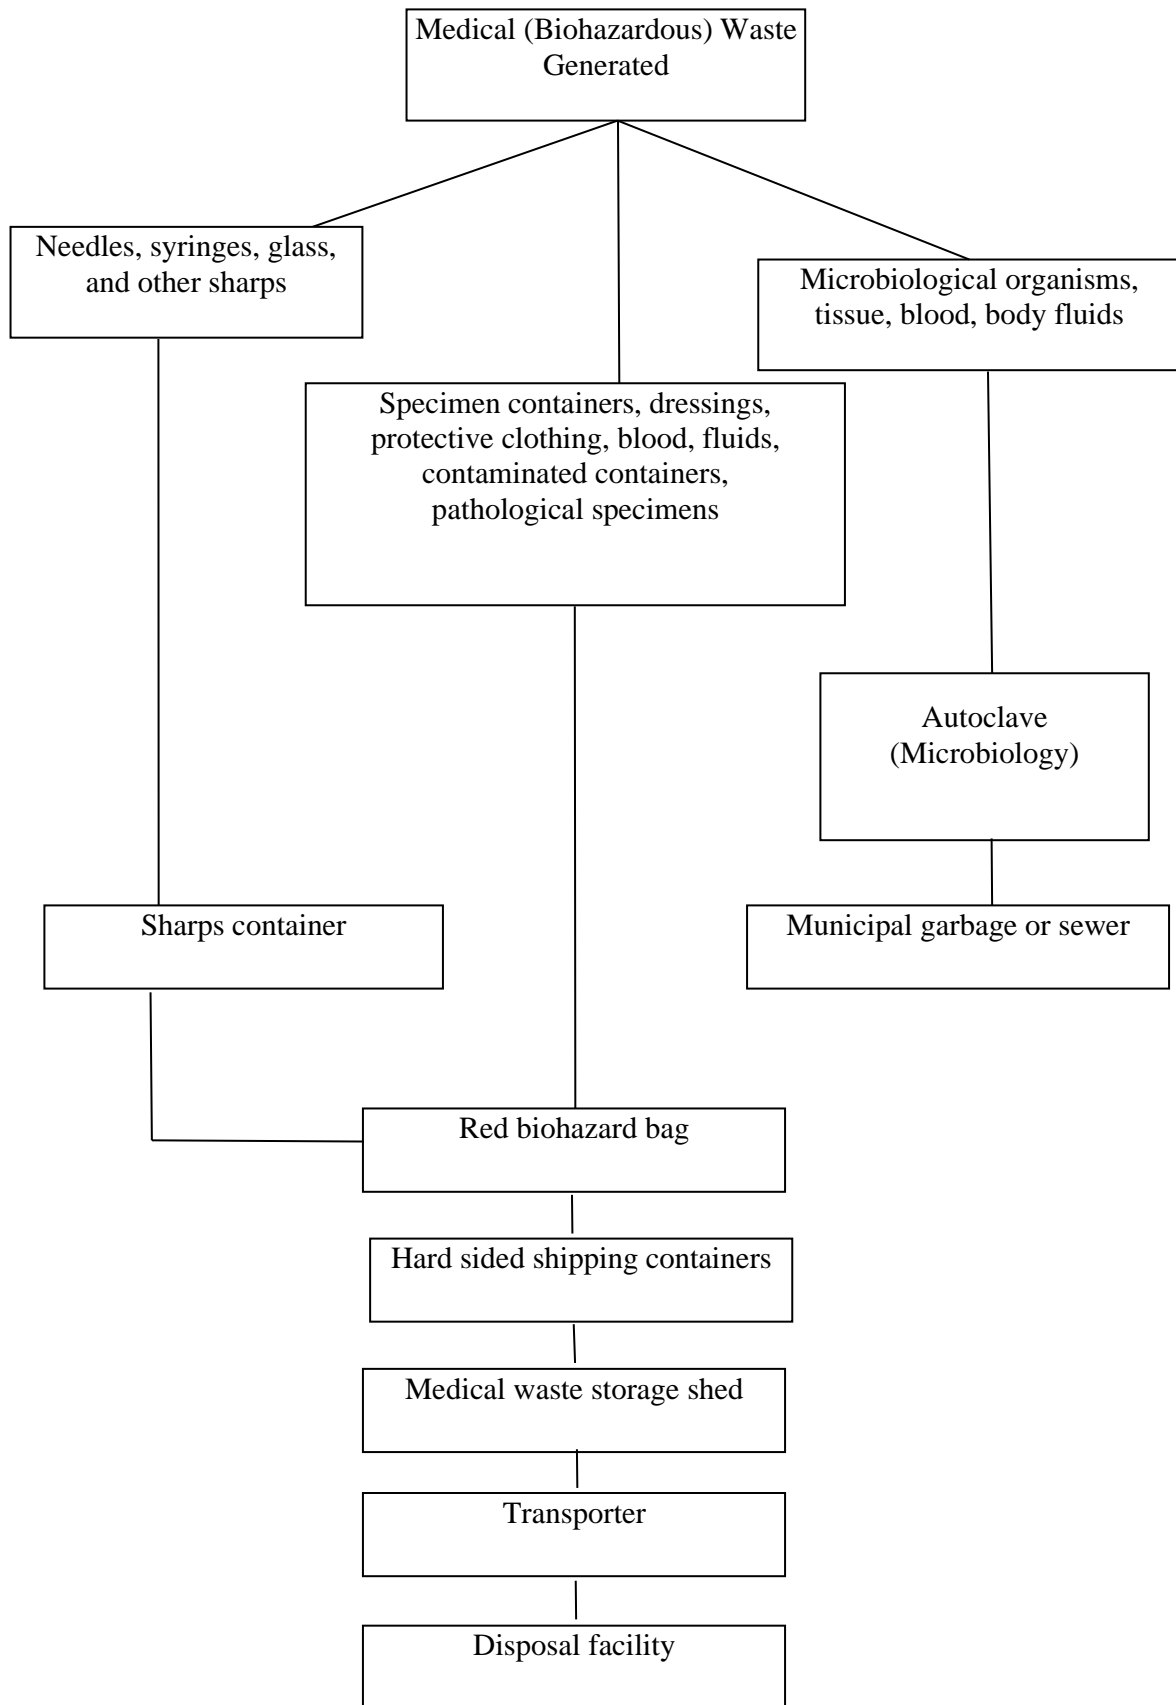 Medical (Biohazardous) Waste
Generated
Needles, syringes, glass,
and other sharps
Microbiological organisms,
tissue, blood, body fluids
Specimen containers, dressings,
protective clothing, blood, fluids,
contaminated containers,
pathological specimens
Autoclave
(Microbiology)
Sharps container
Municipal garbage or sewer
Red biohazard bag
Hard sided shipping containers
Medical waste storage shed
Transporter
Disposal facility